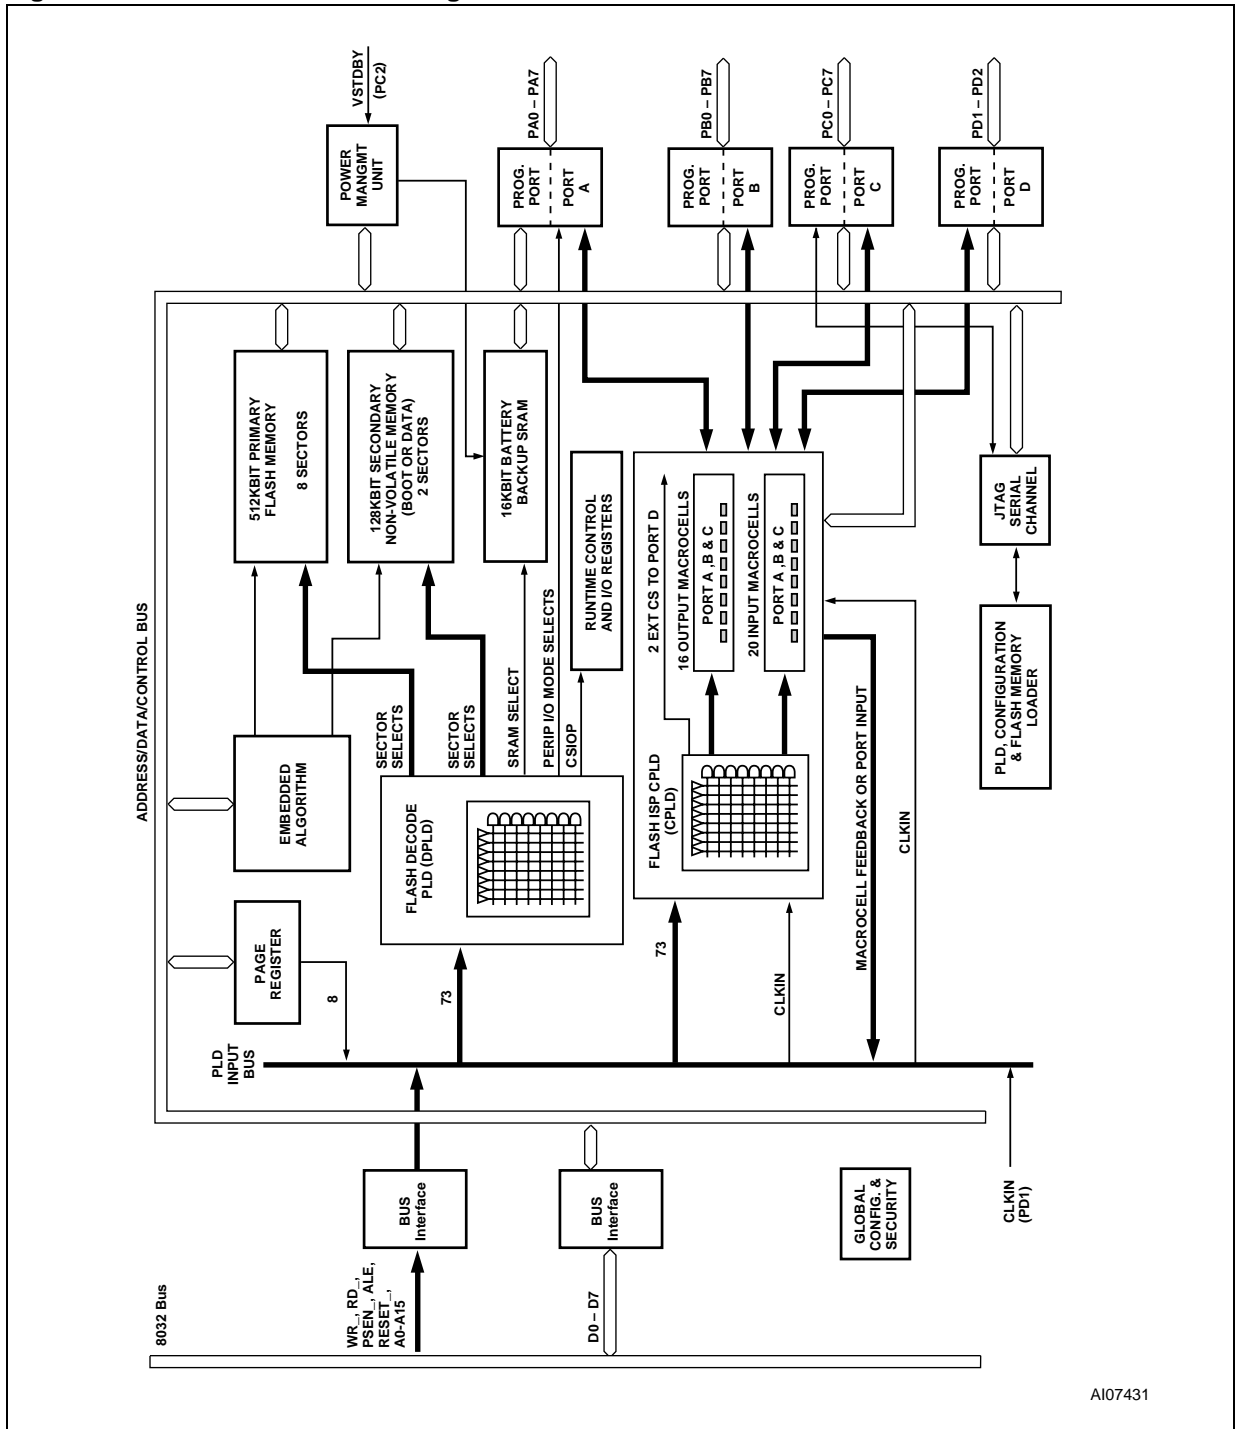 VSTDBY
(PC2)
PA0 – PA7
PB0 – PB7
PC0 – PC7
PD1 – PD2
POWER
MANGMT
UNIT
PROG.
PORT
PORT
A
PROG.
PORT
PORT
B
PROG.
PORT
PORT
C
PROG.
PORT
PORT
D
ADDRESS/DATA/CONTROL BUS
512KBIT PRIMARY
FLASH MEMORY
8 SECTORS
128KBIT SECONDARY
NON-VOLATILE MEMORY
(BOOT OR DATA)
2 SECTORS
16KBIT BATTERY
BACKUP SRAM
RUNTIME CONTROL
AND I/O REGISTERS
2 EXT CS TO PORT D
16 OUTPUT MACROCELLS
PORT A ,B & C
20 INPUT MACROCELLS
PORT A ,B & C
JTAG
SERIAL
CHANNEL
PLD, CONFIGURATION
& FLASH MEMORY
LOADER
EMBEDDED
ALGORITHM
SECTOR
SELECTS
SECTOR
SELECTS
SRAM SELECT
PERIP I/O MODE SELECTS
CSIOP
FLASH DECODE
PLD (DPLD)
FLASH ISP CPLD
(CPLD)
MACROCELL FEEDBACK OR PORT INPUT
CLKIN
PAGE
REGISTER
8
73
73
CLKIN
PLD
INPUT
BUS
BUS
Interface
BUS
Interface
GLOBAL
CONFIG. &
SECURITY
CLKIN
(PD1)
8032 Bus
WR_, RD_,
PSEN_, ALE,
RESET_,
A0-A15
D0 – D7
AI07431